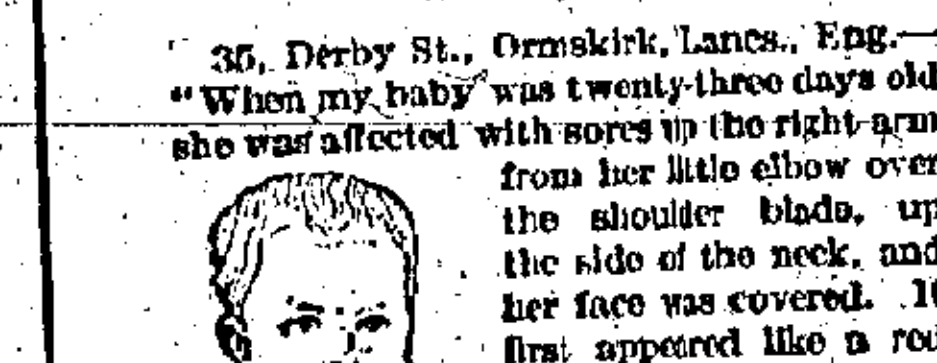 35, Derby St., Ormskirk, Lancs., Eng.—
"When my baby was twenty-three days old
she was affected with sores up the right arm
from her little elbow over
the shoulder blade, up
the side of the neck, and
her face was covered. It
first appeared like a red